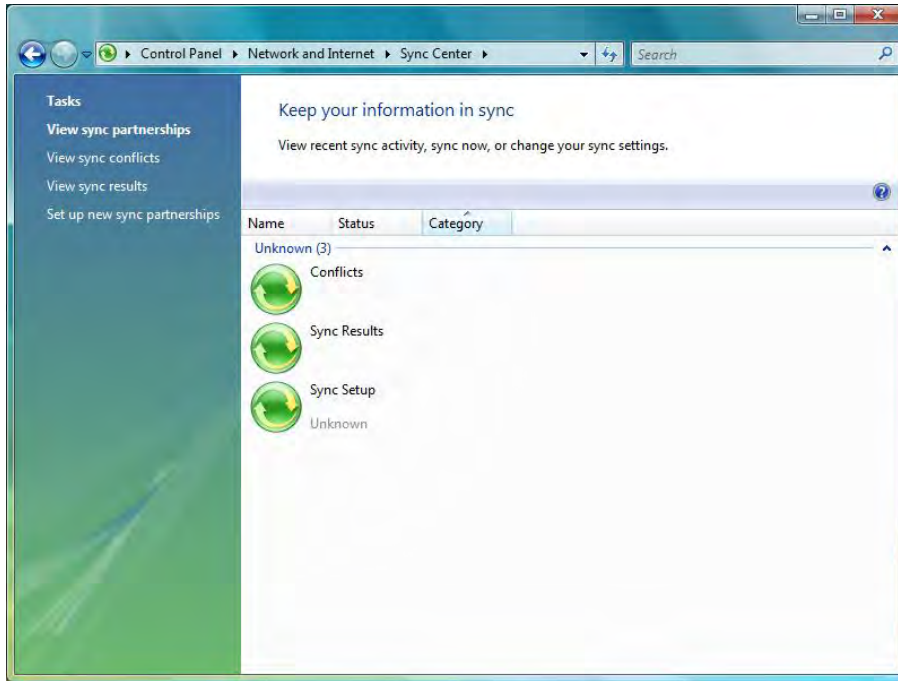 Control Panel Network and Internet Sync Center
Search
Tasks
View sync partnerships
View sync conflicts
View sync results
Set up new sync partnerships
Keep your information in sync
View recent sync activity, sync now, or change your sync settings.
Name Status Category
Unknown (3)
Conflicts
Sync Results
Sync Setup
Unknown